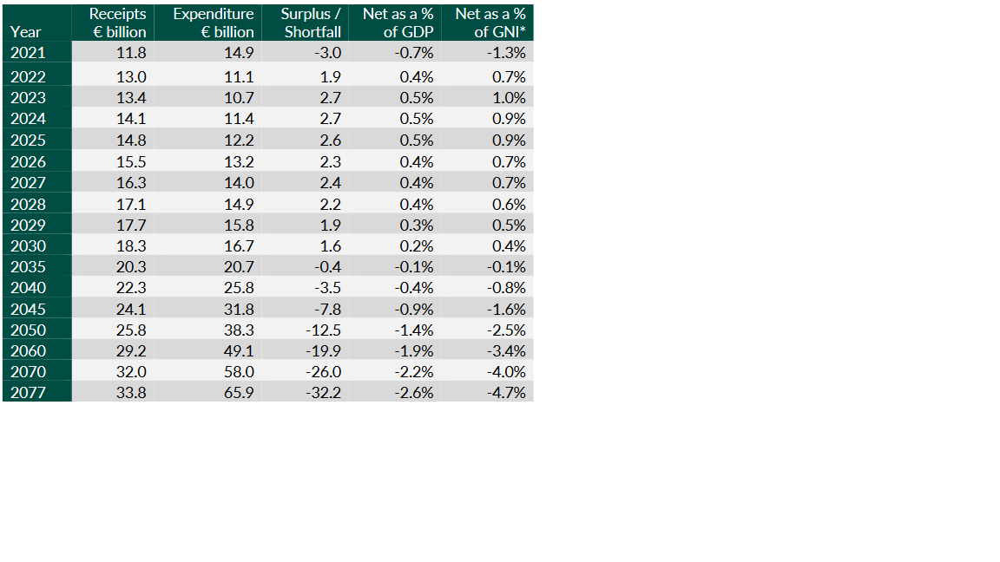 Year Receipts € billion Expenditure € billion Surplus / Shortfall Net as a % of GDP Net as a % of GNI*
2021 11.8 14.9 -3.0 -0.7% -1.3%
2022 13.0 11.1 1.9 0.4% 0.7%
2023 13.4 10.7 2.7 0.5% 1.0%
2024 14.1 11.4 2.7 0.5% 0.9%
2025 14.8 12.2 2.6 0.5% 0.9%
2026 15.5 13.2 2.3 0.4% 0.7%
2027 16.3 14.0 2.4 0.4% 0.7%
2028 17.1 14.9 2.2 0.4% 0.6%
2029 17.7 15.8 1.9 0.3% 0.5%
2030 18.3 16.7 1.6 0.2% 0.4%
2035 20.3 20.7 -0.4 -0.1% -0.1%
2040 22.3 25.8 -3.5 -0.4% -0.8%
2045 24.1 31.8 -7.8 -0.9% -1.6%
2050 25.8 38.3 -12.5 -1.4% -2.5%
2060 29.2 49.1 -19.9 -1.9% -3.4%
2070 32.0 58.0 -26.0 -2.2% -4.0%
2077 33.8 65.9 -32.2 -2.6% -4.7%